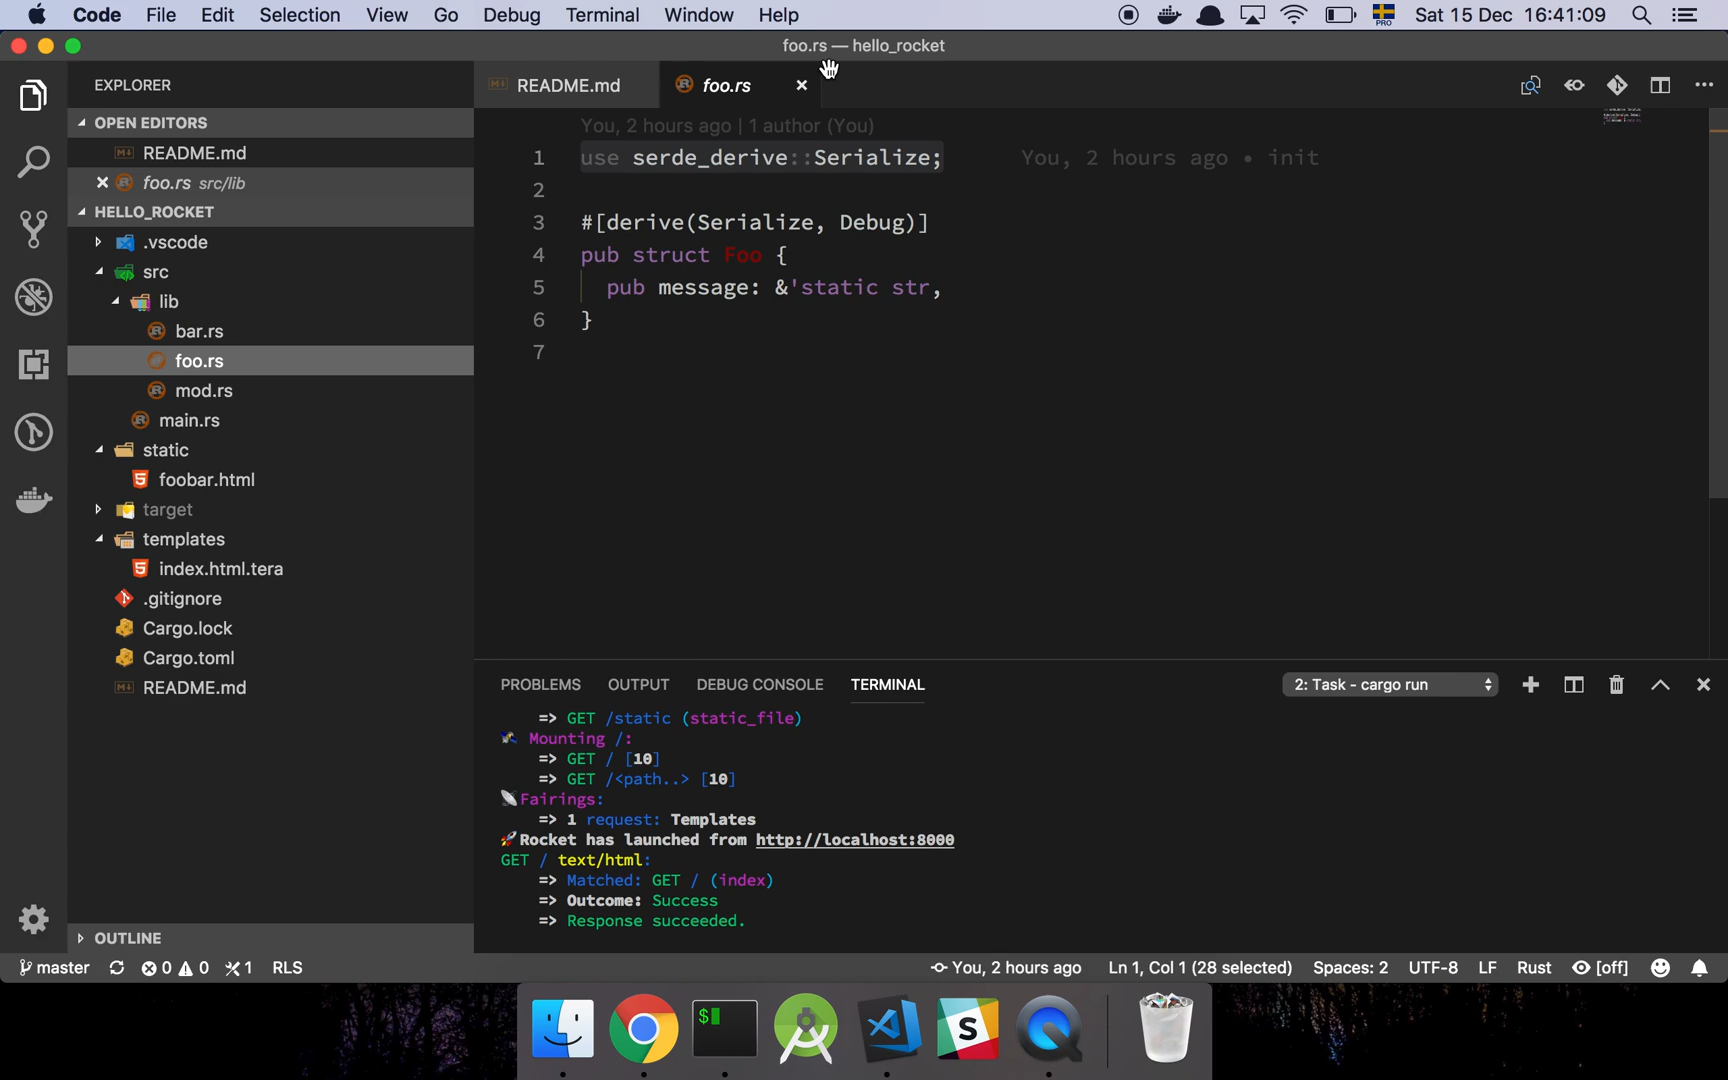 Code File Edit Selection View Go Debug Terminal Window Help PRO Sat 15 Dec 16:41:09
foo.rs — hello_rocket
EXPLORER
OPEN EDITORS
README.md
foo.rs src/lib
HELLO_ROCKET
.vscode
src
lib
bar.rs
foo.rs
mod.rs
main.rs
static
foobar.html
target
templates
index.html.tera
.gitignore
Cargo.lock
Cargo.toml
README.md
OUTLINE
README.md foo.rs
You, 2 hours ago | 1 author (You)
1 use serde_derive::Serialize; You, 2 hours ago • init
2
3 #[derive(Serialize, Debug)]
4 pub struct Foo {
5 pub message: &'static str,
6 }
7
PROBLEMS OUTPUT DEBUG CONSOLE TERMINAL 2: Task - cargo run
=> GET /static (static_file)
Mounting /:
=> GET / [10]
=> GET /<path..> [10]
Fairings:
=> 1 request: Templates
Rocket has launched from http://localhost:8000
GET / text/html:
=> Matched: GET / (index)
=> Outcome: Success
=> Response succeeded.
master 0 0 1 RLS You, 2 hours ago Ln 1, Col 1 (28 selected) Spaces: 2 UTF-8 LF Rust [off]
$
S